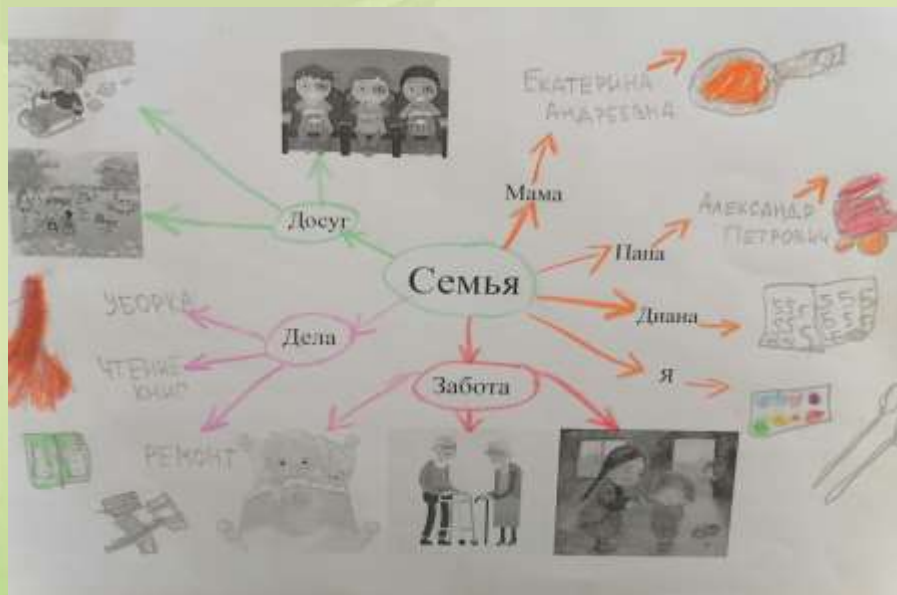 Екатерина
Андреевна
Мама
Досуг
Александр
Петрович
Папа
Семья
Диана
Уборка
Дела
Я
Чтение
книг
Забота
Ремонт